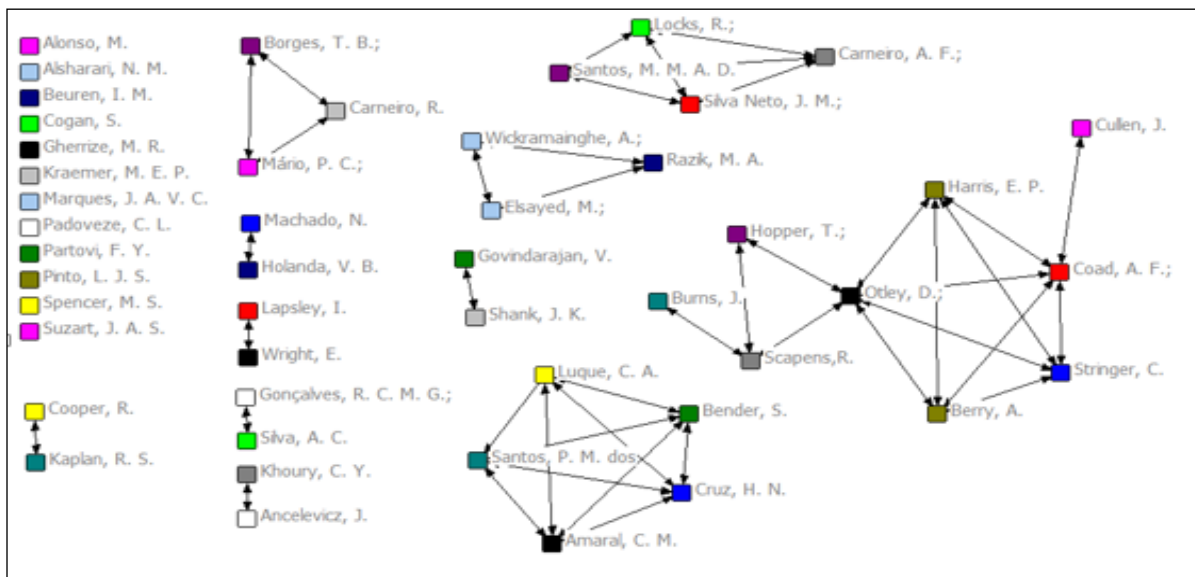 Alonso, M.
Alsharari, N. M.
Beuren, I. M.
Cogan, S.
Gherrize, M. R.
Kraemer, M. E. P.
Marques, J. A. V. C.
Padoveze, C. L.
Partovi, F. Y.
Pinto, L. J. S.
Spencer, M. S.
Suzart, J. A. S.
Cooper, R.
Kaplan, R. S.
Borges, T. B.;
Carneiro, R.
Mário, P. C.;
Machado, N.
Holanda, V. B.
Lapsley, I.
Wright, E.
Gonçalves, R. C. M. G.;
Silva, A. C.
Khoury, C. Y.
Ancelevicz, J.
Locks, R.;
Carneiro, A. F.;
Santos, M. M. A. D.
Silva Neto, J. M.;
Wickramainghe, A.;
Razik, M. A.
Elsayed, M.;
Govindarajan, V.
Shank, J. K.
Cullen, J.
Harris, E. P.
Hopper, T.;
Coad, A. F.;
Burns, J.
Otley, D.;
Scapens,R.
Stringer, C.
Berry, A.
Luque, C. A.
Bender, S.
Santos, P. M. dos
Cruz, H. N.
Amaral, C. M.